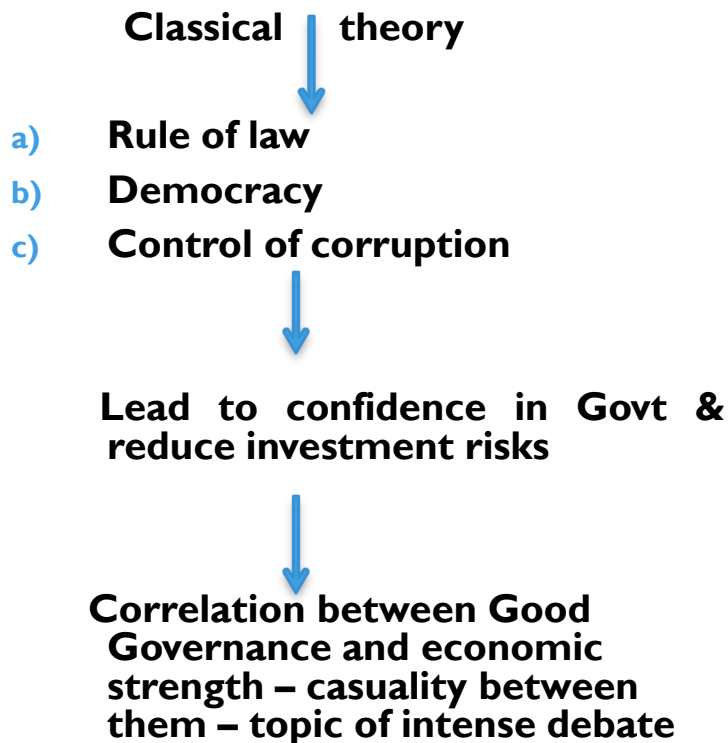 Classical theory
a) Rule of law
b) Democracy
c) Control of corruption
Lead to confidence in Govt &
reduce investment risks
Correlation between Good
Governance and economic
strength – casuality between
them – topic of intense debate